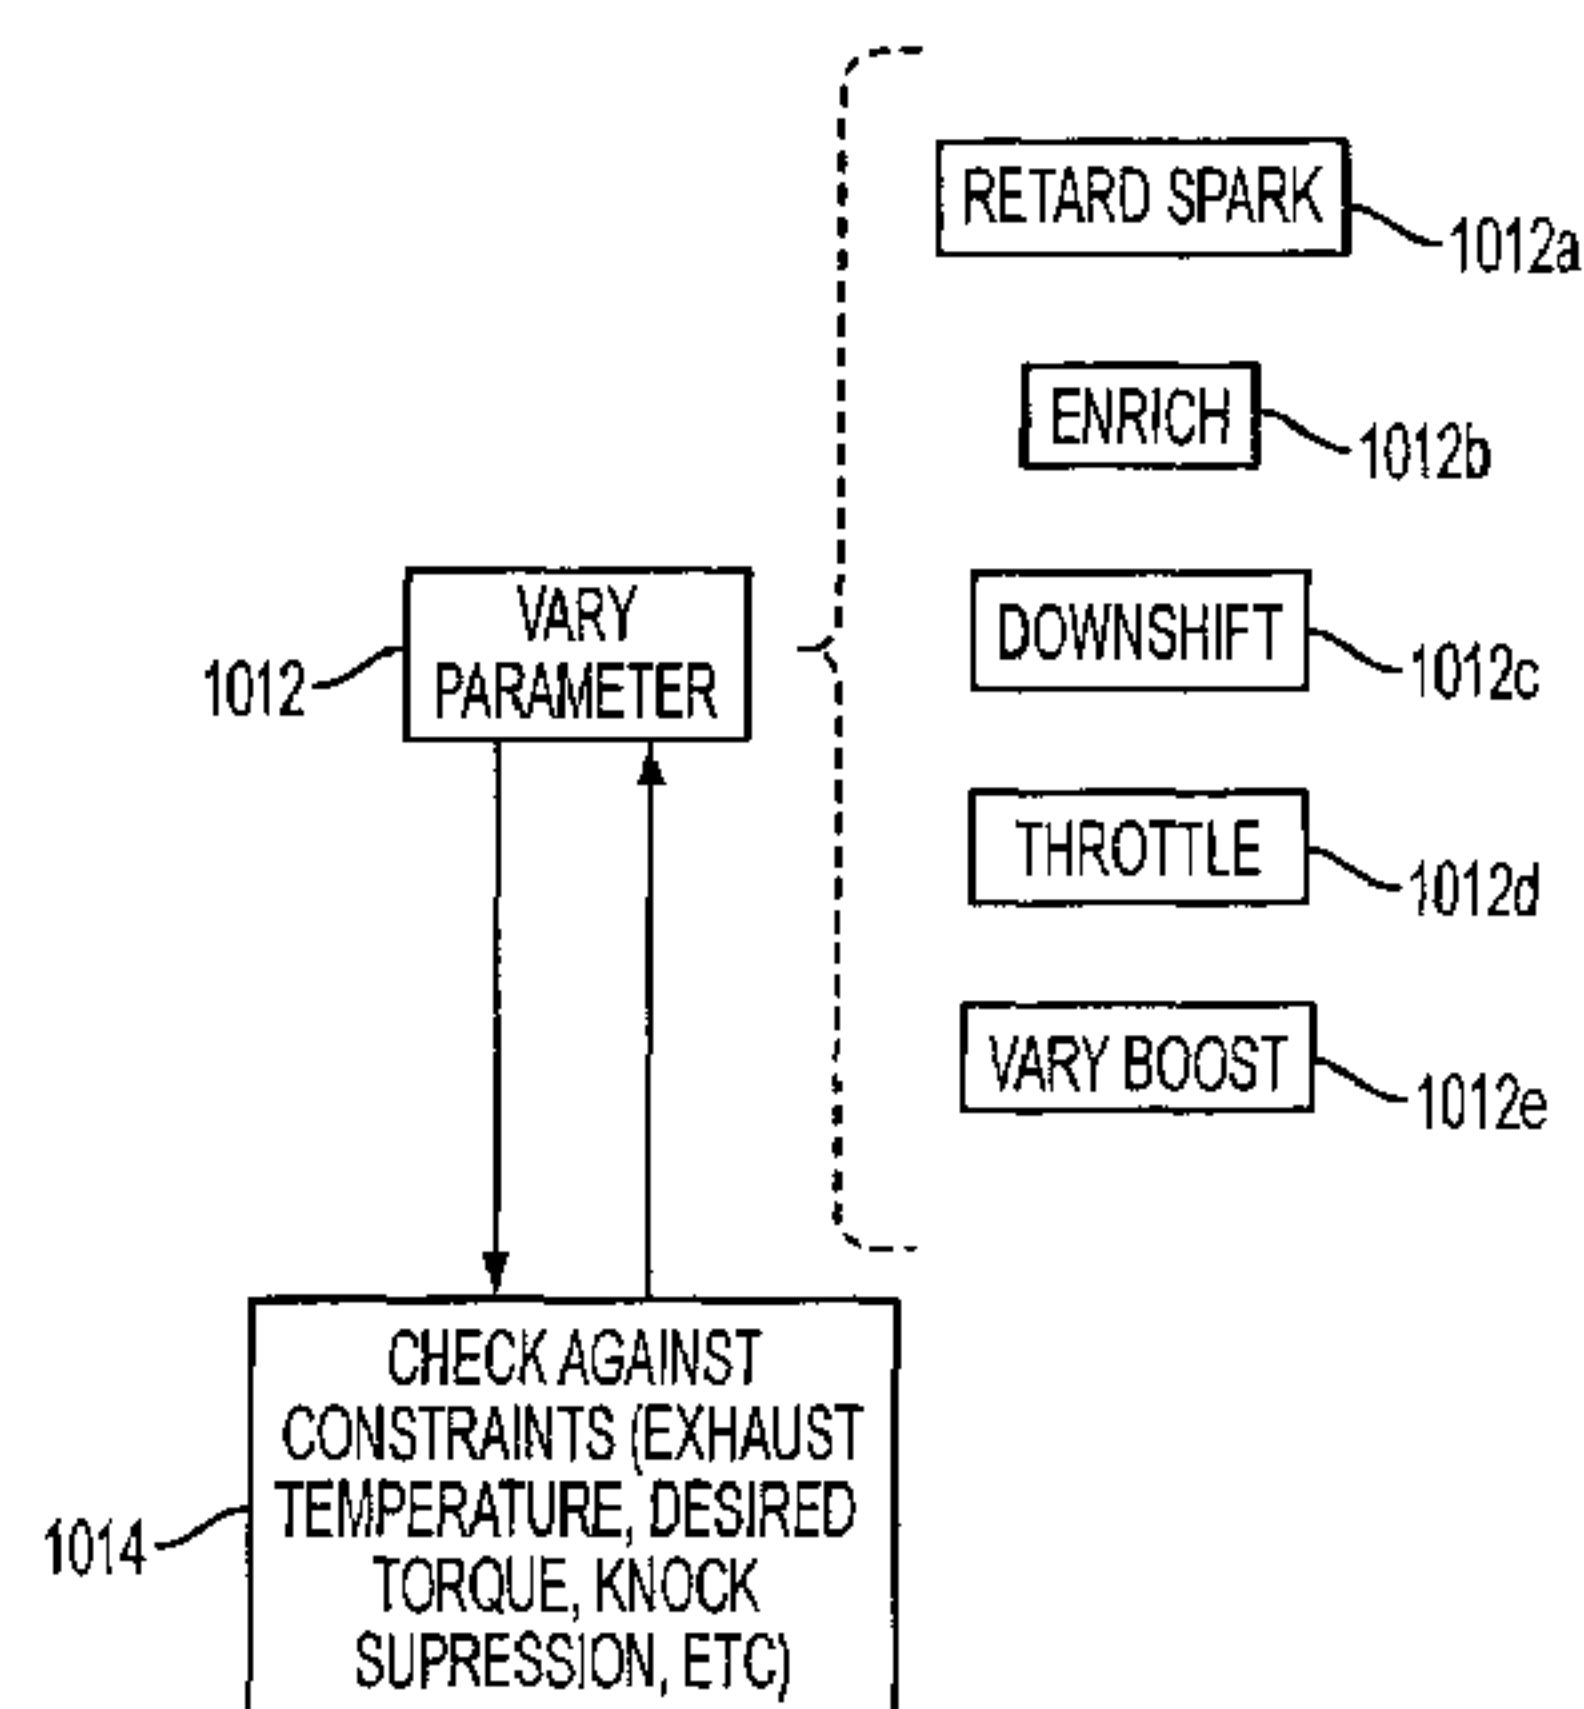 RETARD SPARK
1012a
ENRICH
1012b
VARY
PARAMETER
1012
DOWNSHIFT
1012c
THROTTLE
1012d
VARY BOOST
1012e
CHECK AGAINST
CONSTRAINTS (EXHAUST
TEMPERATURE, DESIRED
TORQUE, KNOCK
SUPRESSION, ETC)
1014